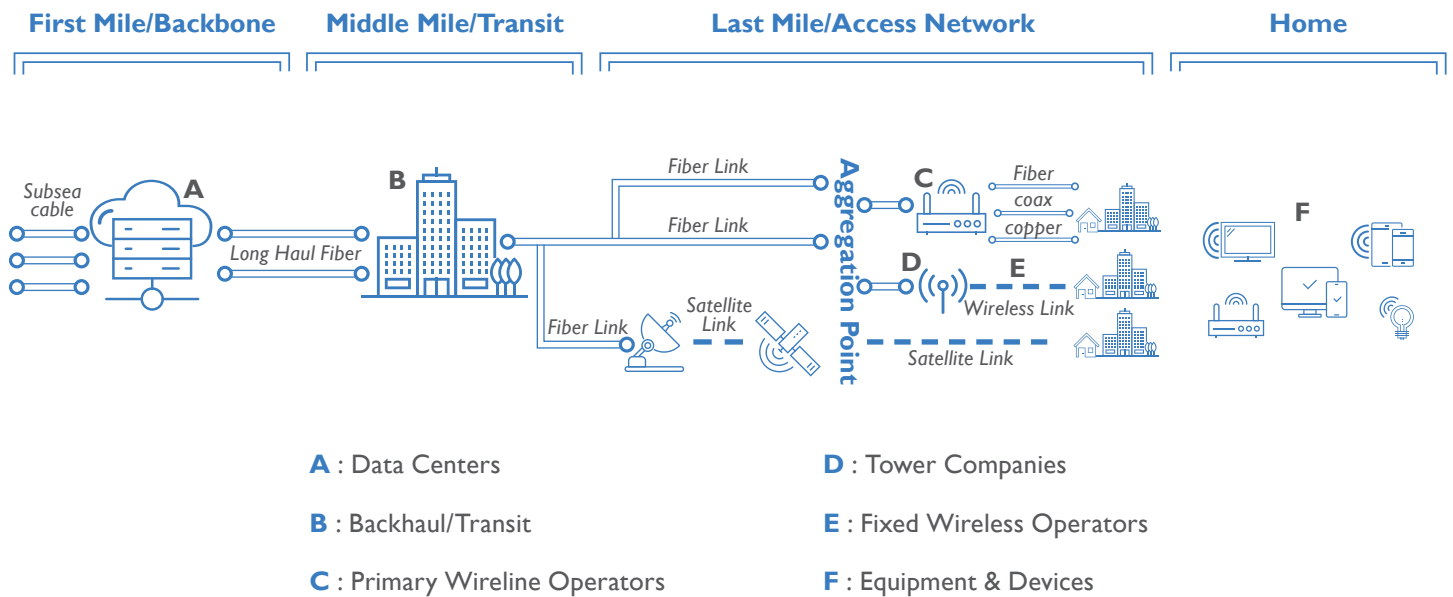 First Mile/Backbone
Middle Mile/Transit
Last Mile/Access Network
Home
Subsea
cable
A
Long Haul Fiber
B
Fiber Link
Fiber Link
Fiber Link
Satellite
Link
Aggregation Point
C
Fiber
coax
copper
D
E
Wireless Link
Satellite Link
F
A : Data Centers
B : Backhaul/Transit
C : Primary Wireline Operators
D : Tower Companies
E : Fixed Wireless Operators
F : Equipment & Devices